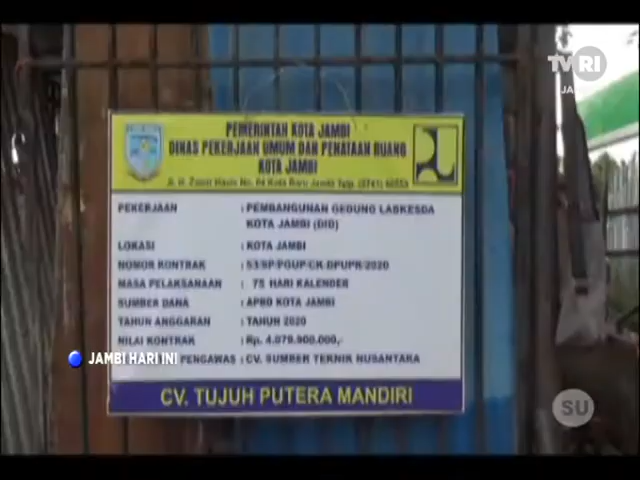 TVRI
JA
PEMERINTAH KOTA JAMBI
DINAS PEKERJAAN UMUM DAN PENATAAN RUANG
KOTA JAMBI
PU
PEKERJAAN : PEMBANGUNAN GEDUNG LABKESDA
KOTA JAMBI (DID)
LOKASI : KOTA JAMBI
NOMOR KONTRAK : 53/SP/PGUP/CK-DPUPR/2020
MASA PELAKSANAAN : 75 HARI KALENDER
SUMBER DANA : APBD KOTA JAMBI
TAHUN ANGGARAN : TAHUN 2020
NILAI KONTRAK : Rp. 4.079.900.000,-
PENGAWAS : CV. SUMBER TEKNIK NUSANTARA
JAMBI HARI INI
CV. TUJUH PUTERA MANDIRI
SU